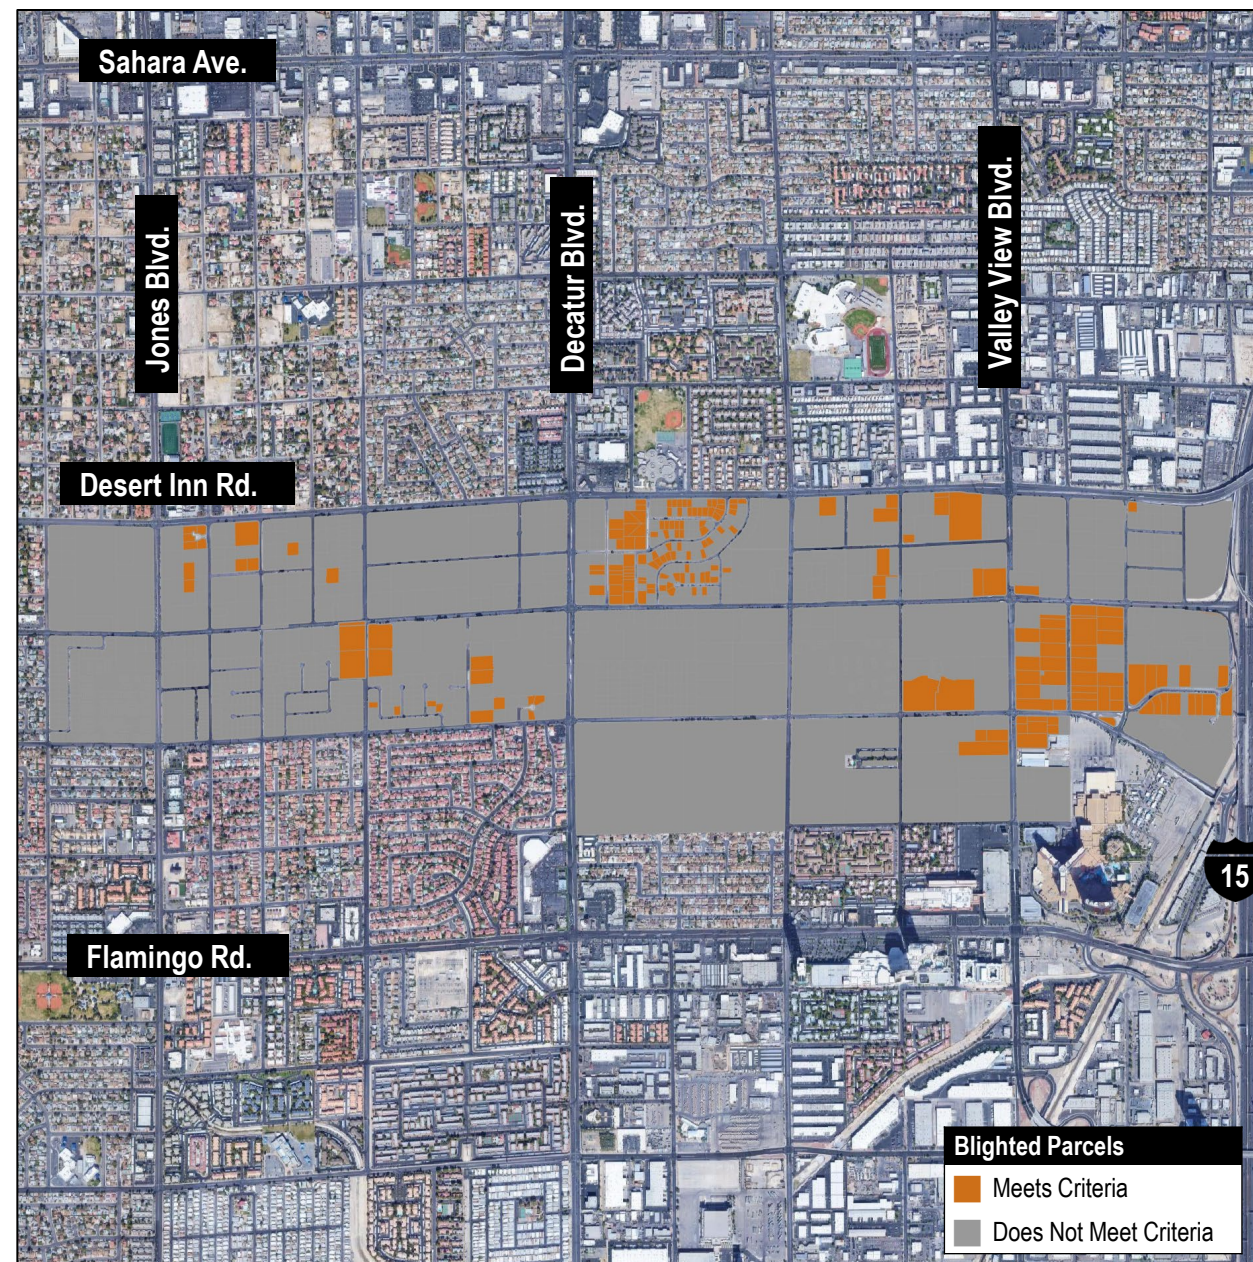 Sahara Ave.
Jones Blvd.
Decatur Blvd.
Valley View Blvd.
Desert Inn Rd.
15
Flamingo Rd.
Blighted Parcels
Meets Criteria
Does Not Meet Criteria